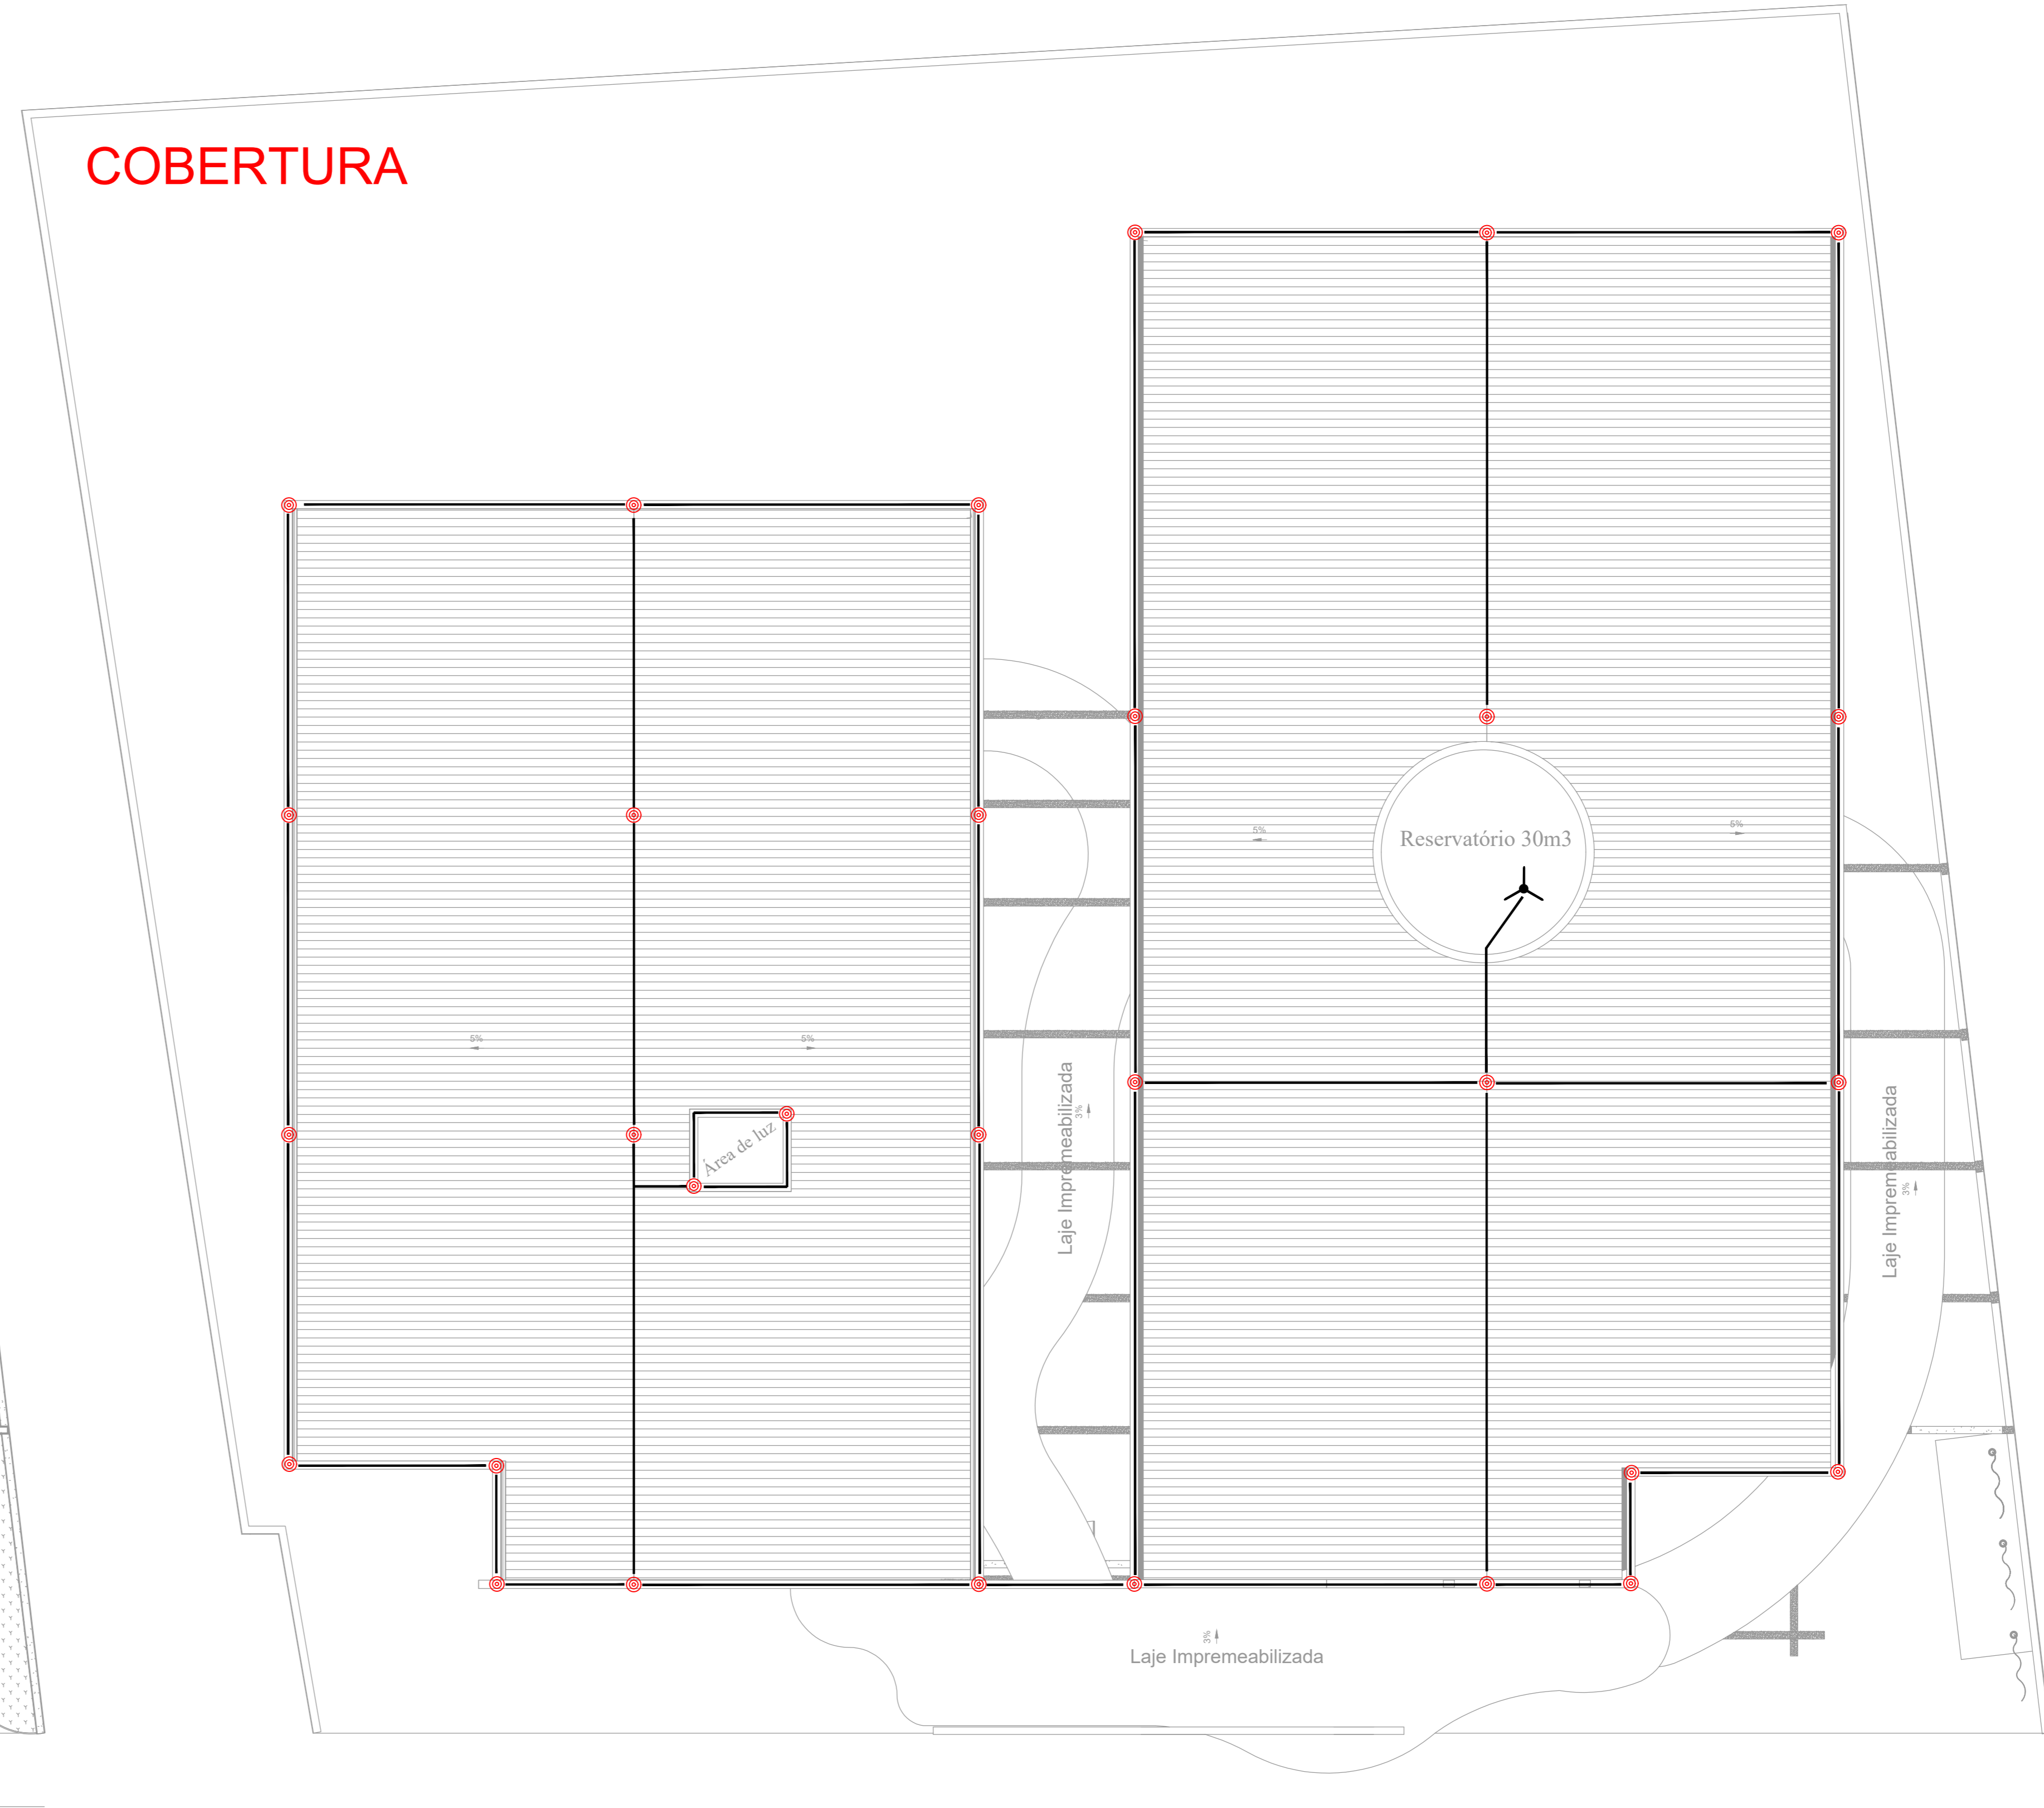 COBERTURA
Reservatório 30m3
5%
5%
5%
5%
Área de luz
Laje Impremeabilizada
3%
Laje Impremeabilizada
3%
3%
Laje Impremeabilizada